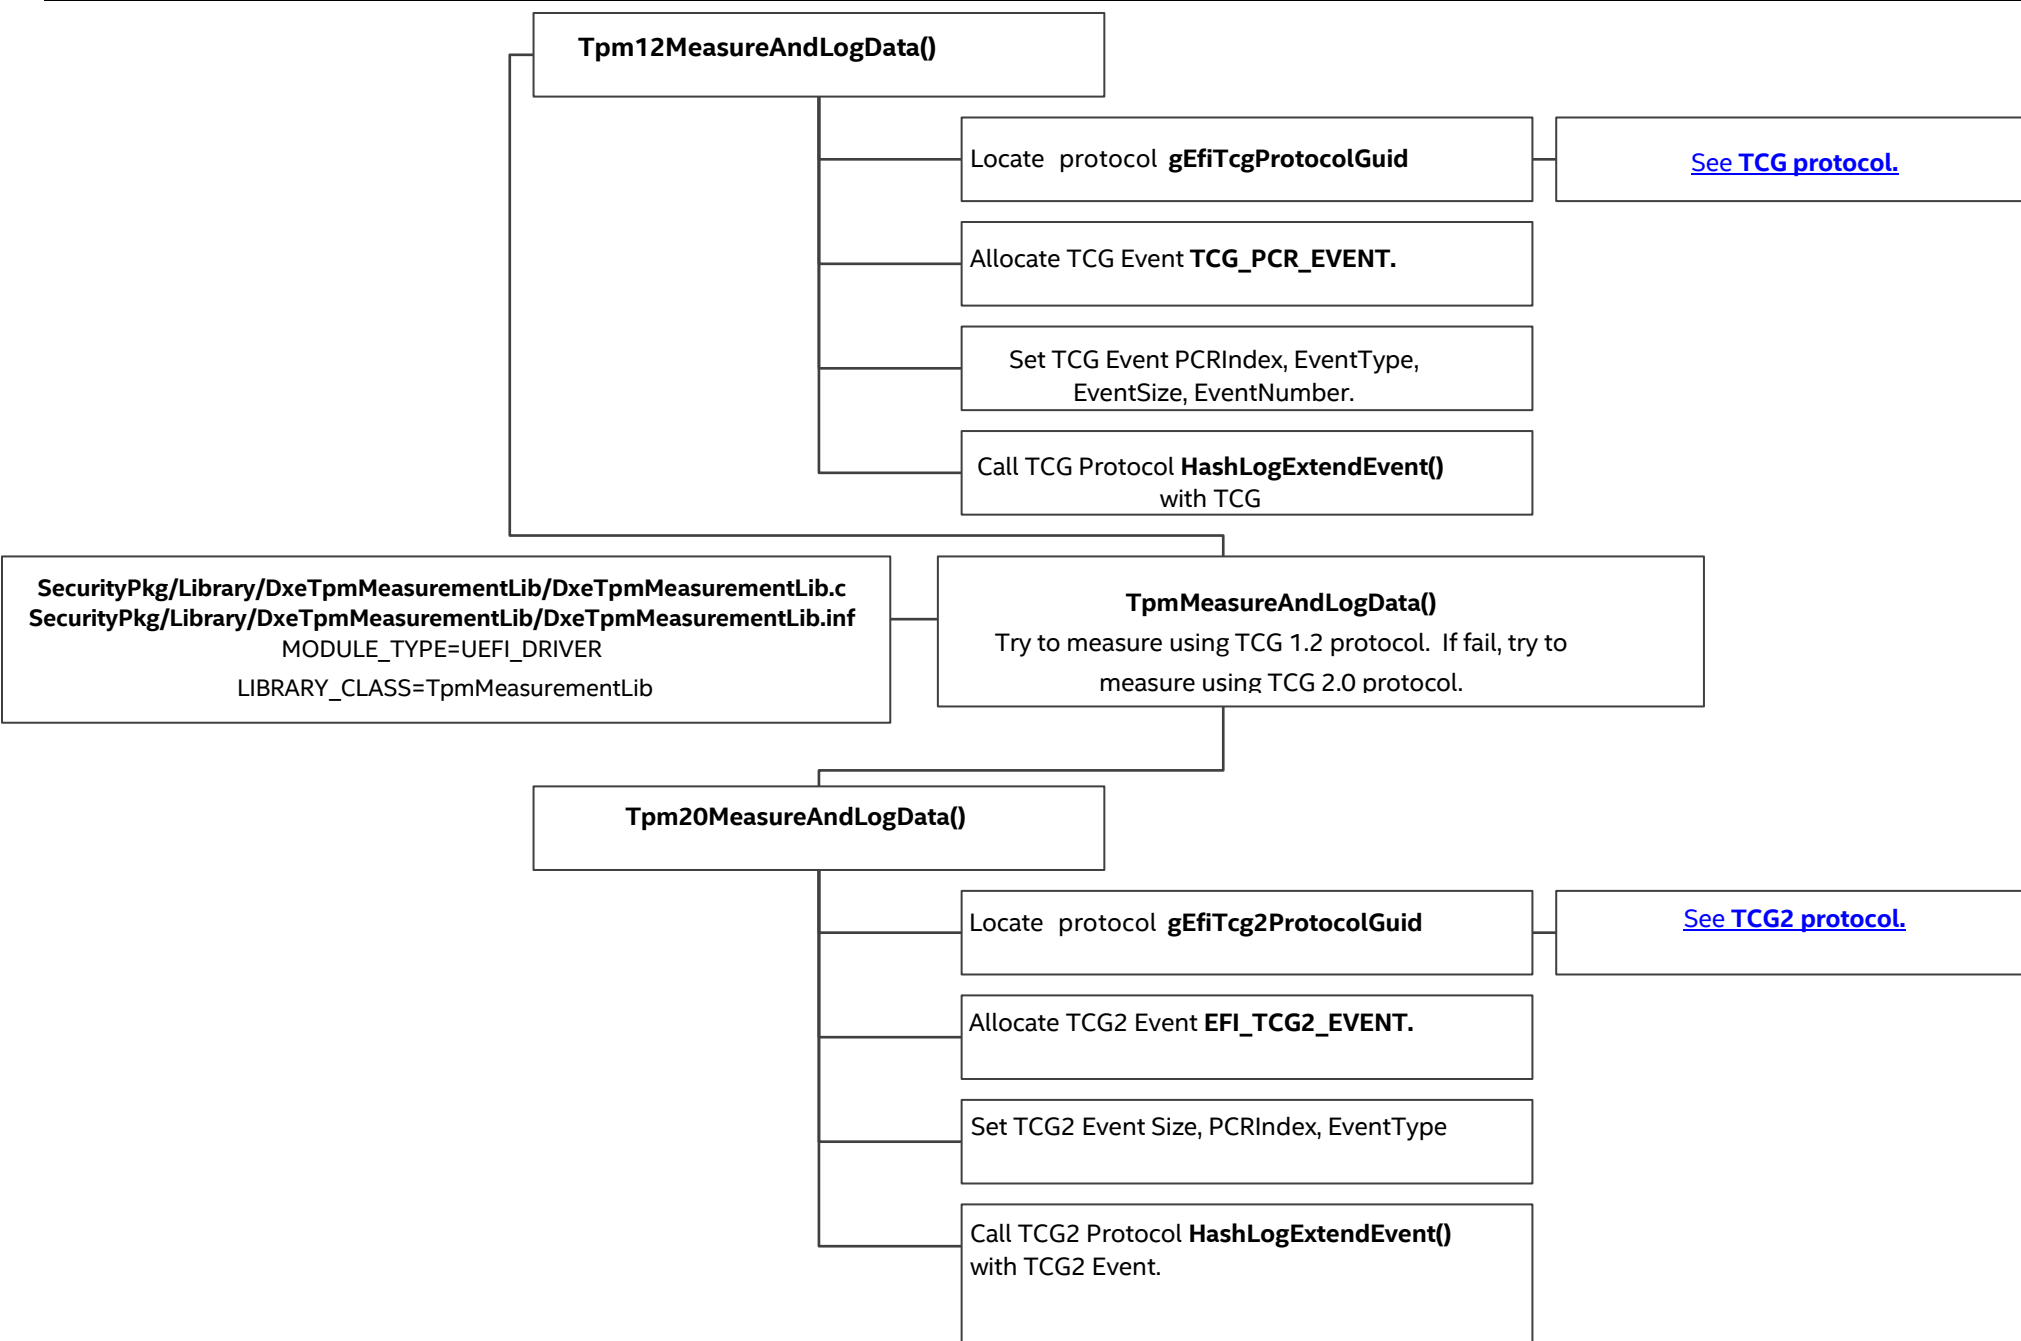 Tpm12MeasureAndLogData()
Locate protocol gEfiTcgProtocolGuid
See TCG protocol.
Allocate TCG Event TCG_PCR_EVENT.
Set TCG Event PCRIndex, EventType,
EventSize, EventNumber.
Call TCG Protocol HashLogExtendEvent()
with TCG
SecurityPkg/Library/DxeTpmMeasurementLib/DxeTpmMeasurementLib.c
SecurityPkg/Library/DxeTpmMeasurementLib/DxeTpmMeasurementLib.inf
MODULE_TYPE=UEFI_DRIVER
LIBRARY_CLASS=TpmMeasurementLib
TpmMeasureAndLogData()
Try to measure using TCG 1.2 protocol. If fail, try to
measure using TCG 2.0 protocol.
Tpm20MeasureAndLogData()
Locate protocol gEfiTcg2ProtocolGuid
See TCG2 protocol.
Allocate TCG2 Event EFI_TCG2_EVENT.
Set TCG2 Event Size, PCRIndex, EventType
Call TCG2 Protocol HashLogExtendEvent()
with TCG2 Event.